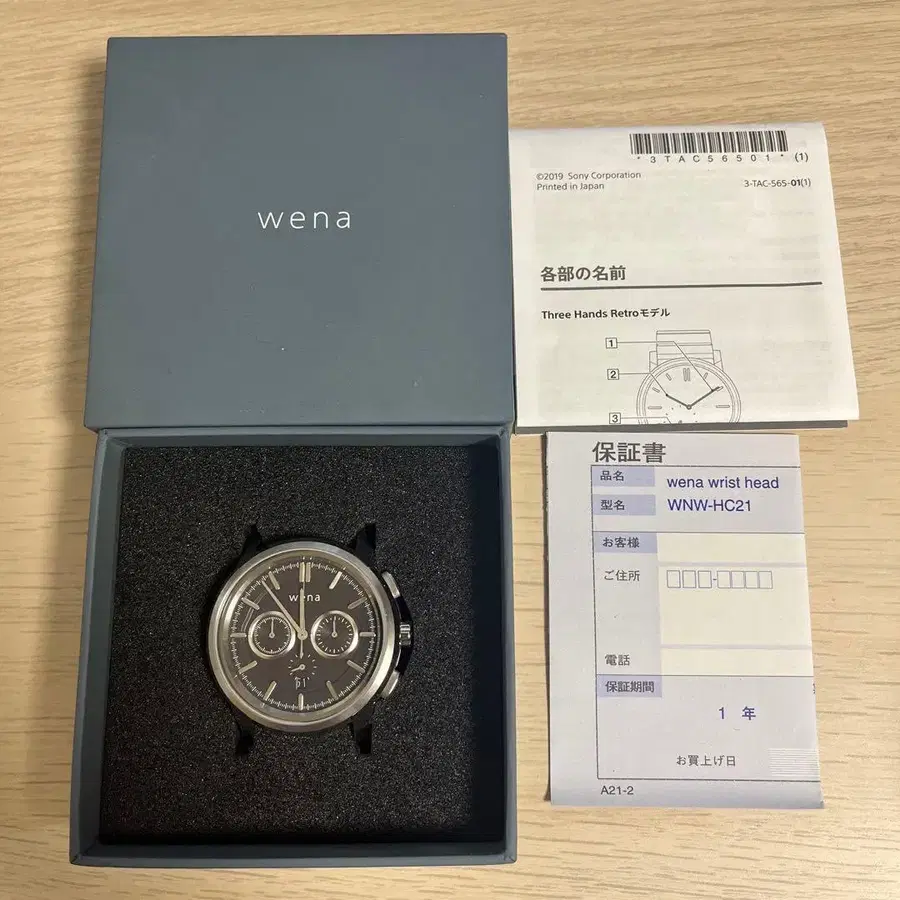 wena
*3TAC56501* (1)
©2019 Sony Corporation
Printed in Japan
3-TAC-565-01(1)
各部の名前
Three Hands Retroモデル
1
2
3
保証書
品名 wena wrist head
型名 WNW-HC21
お客様
ご住所
電話
保証期間
1 年
お買上げ日
A21-2
wena